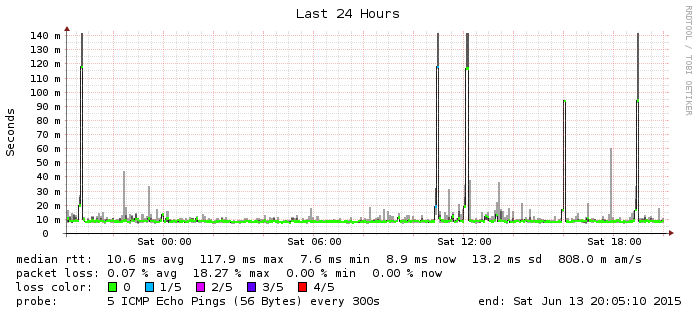 Last 24 Hours
RRDTOOL / TOBI OETIKER
Seconds
140 m
130 m
120 m
110 m
100 m
90 m
80 m
70 m
60 m
50 m
40 m
30 m
20 m
10 m
0
Sat 00:00 Sat 06:00 Sat 12:00 Sat 18:00
median rtt: 10.6 ms avg 117.9 ms max 7.6 ms min 8.9 ms now 13.2 ms sd 808.0 m am/s
packet loss: 0.07 % avg 18.27 % max 0.00 % min 0.00 % now
loss color: 0 1/5 2/5 3/5 4/5
probe: 5 ICMP Echo Pings (56 Bytes) every 300s end: Sat Jun 13 20:05:10 2015